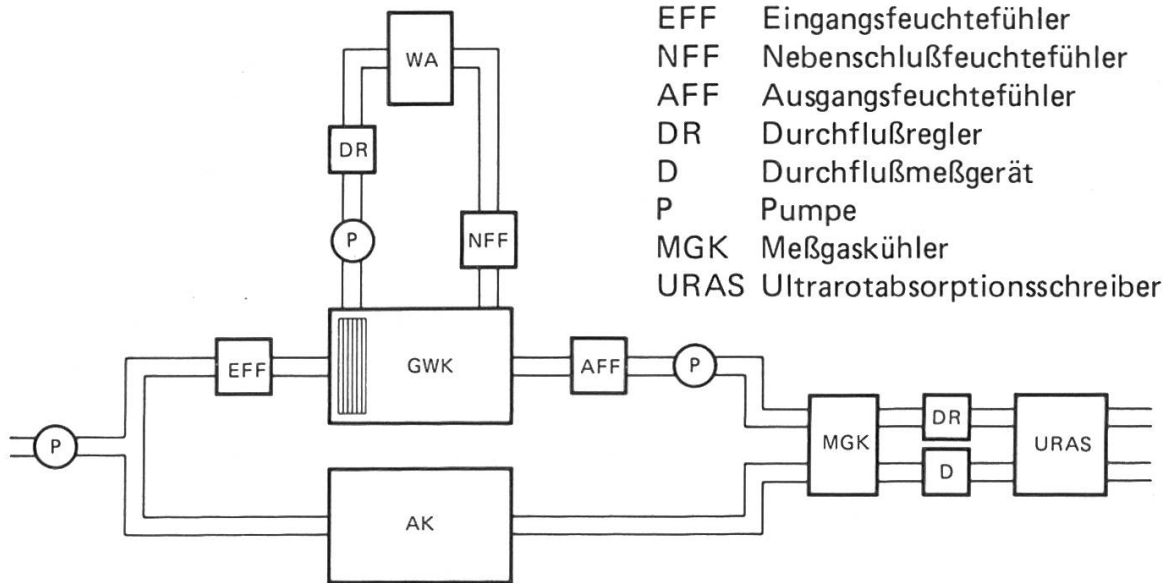 EFF Eingangsfeuchtefühler
NFF Nebenschlußfeuchtefühler
AFF Ausgangsfeuchtefühler
DR Durchflußregler
D Durchflußmeßgerät
P Pumpe
MGK Meßgaskühler
URAS Ultrarotabsorptionsschreiber
WA
DR
P
NFF
EFF
GWK
AFF
P
P
MGK
DR
URAS
D
AK